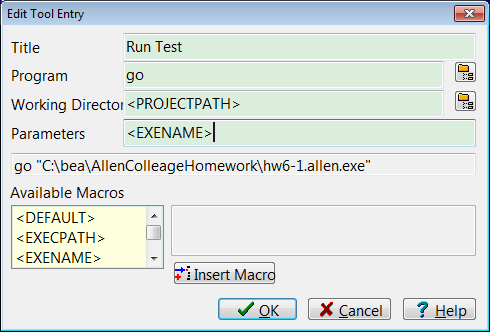 Edit Tool Entry
Title Run Test
Program go
Working Director <PROJECTPATH>
Parameters <EXENAME>
go "C:\bea\AllenColleageHomework\hw6-1.allen.exe"
Available Macros
<DEFAULT>
<EXECPATH>
<EXENAME>
Insert Macro
OK Cancel Help